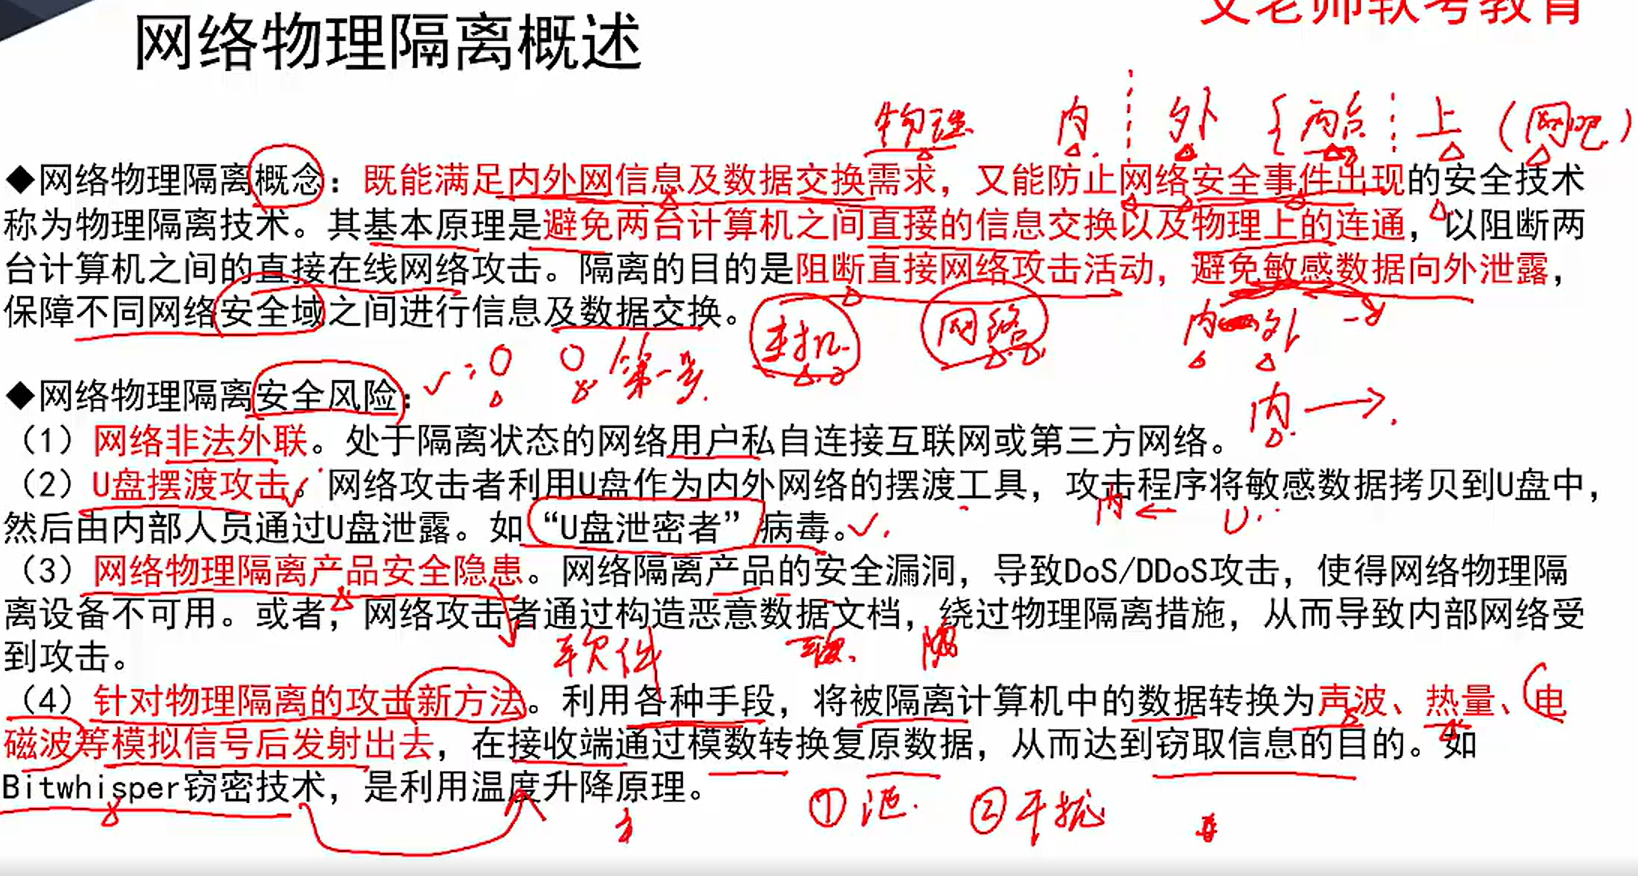 文老师软考教育
网络物理隔离概述
物理 内 外 两台 上 (网吧)
◆网络物理隔离概念：既能满足内外网信息及数据交换需求，又能防止网络安全事件出现的安全技术
称为物理隔离技术。其基本原理是避免两台计算机之间直接的信息交换以及物理上的连通，以阻断两
台计算机之间的直接在线网络攻击。隔离的目的是阻断直接网络攻击活动，避免敏感数据向外泄露，
保障不同网络安全域之间进行信息及数据交换。
主机 网络 内 外
第一步
◆网络物理隔离安全风险：
内
（1）网络非法外联。处于隔离状态的网络用户私自连接互联网或第三方网络。
（2）U盘摆渡攻击。网络攻击者利用U盘作为内外网络的摆渡工具，攻击程序将敏感数据拷贝到U盘中，
内 U
然后由内部人员通过U盘泄露。如“U盘泄密者”病毒。
（3）网络物理隔离产品安全隐患。网络隔离产品的安全漏洞，导致DoS/DDoS攻击，使得网络物理隔
离设备不可用。或者，网络攻击者通过构造恶意数据文档，绕过物理隔离措施，从而导致内部网络受
到攻击。
软件
（4）针对物理隔离的攻击新方法。利用各种手段，将被隔离计算机中的数据转换为声波、热量、电
磁波等模拟信号后发射出去，在接收端通过模数转换复原数据，从而达到窃取信息的目的。如
Bitwhisper窃密技术，是利用温度升降原理。
①泄 ②干扰